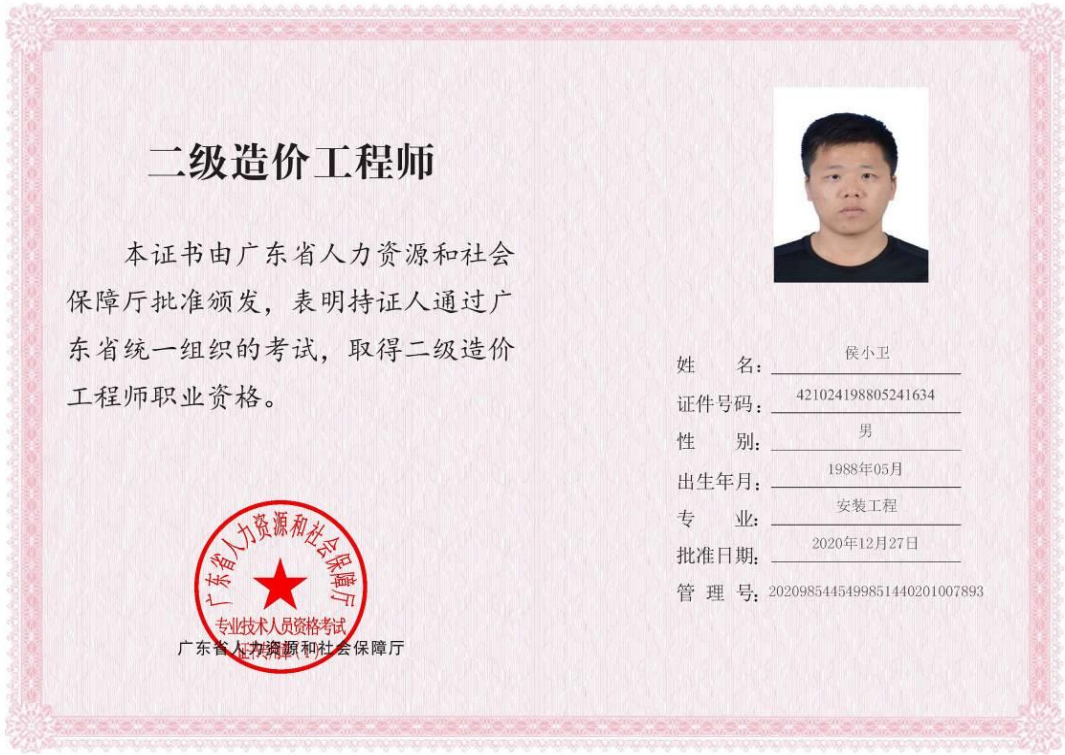 二级造价工程师
本证书由广东省人力资源和社会
保障厅批准颁发，表明持证人通过广
东省统一组织的考试，取得二级造价
工程师职业资格。
广东省人力资源和社会保障厅
专业技术人员资格考试
广东省人力资源和社会保障厅
姓名：侯小卫
证件号码：421024198805241634
性别：男
出生年月：1988年05月
专业：安装工程
批准日期：2020年12月27日
管理号：2020985445499851440201007893